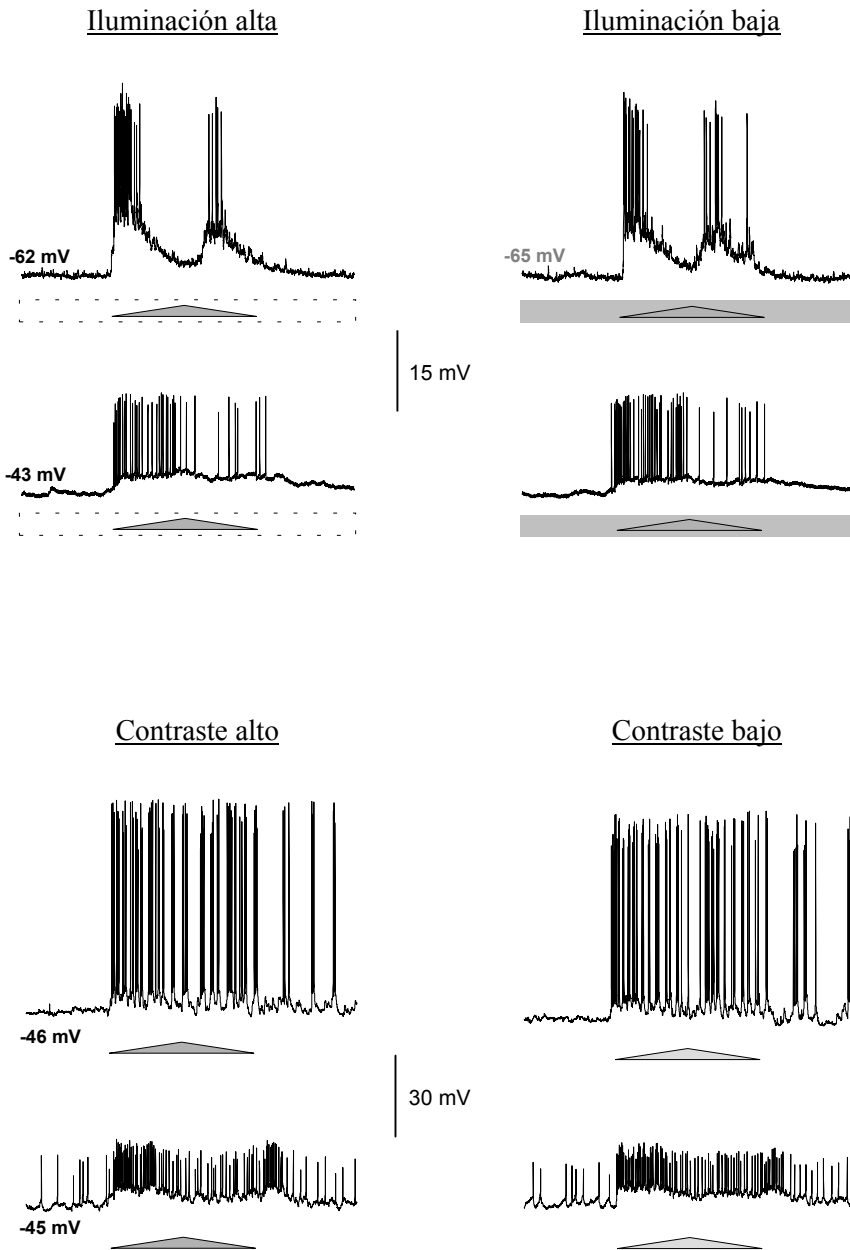 Iluminación alta
Iluminación baja
-62 mV
-65 mV
15 mV
-43 mV
Contraste alto
Contraste bajo
-46 mV
30 mV
-45 mV